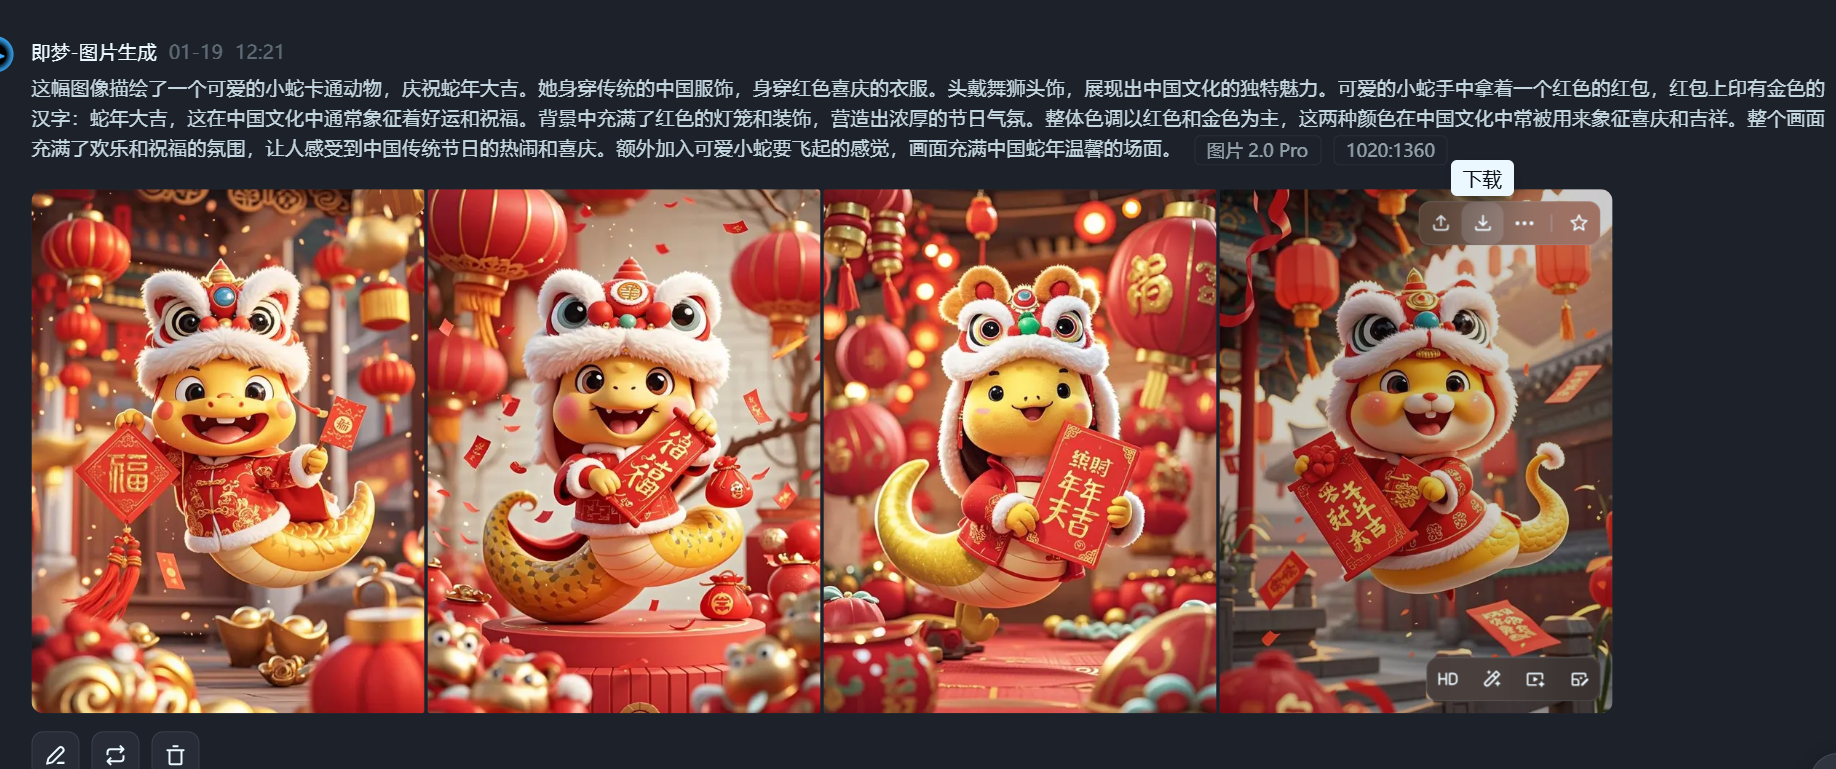 即梦-图片生成 01-19 12:21
这幅图像描绘了一个可爱的小蛇卡通动物，庆祝蛇年大吉。她身穿传统的中国服饰，身穿红色喜庆的衣服。头戴舞狮头饰，展现出中国文化的独特魅力。可爱的小蛇手中拿着一个红色的红包，红包上印有金色的
汉字：蛇年大吉，这在中国文化中通常象征着好运和祝福。背景中充满了红色的灯笼和装饰，营造出浓厚的节日气氛。整体色调以红色和金色为主，这两种颜色在中国文化中常被用来象征喜庆和吉祥。整个画面
充满了欢乐和祝福的氛围，让人感受到中国传统节日的热闹和喜庆。额外加入可爱小蛇要飞起的感觉，画面充满中国蛇年温馨的场面。 图片 2.0 Pro 1020:1360
下载
福
福
年年
吉
年吉
HD